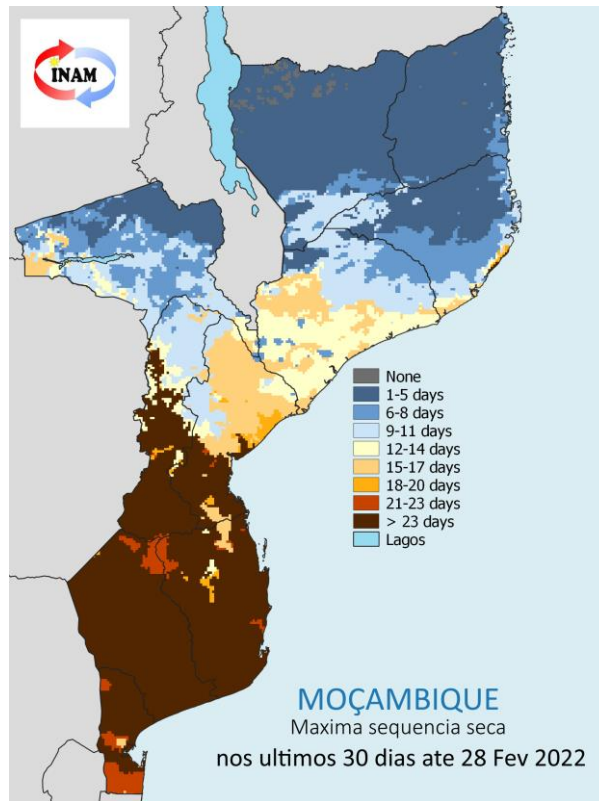 INAM
None
1-5 days
6-8 days
9-11 days
12-14 days
15-17 days
18-20 days
21-23 days
> 23 days
Lagos
MOÇAMBIQUE
Maxima sequencia seca
nos ultimos 30 dias ate 28 Fev 2022